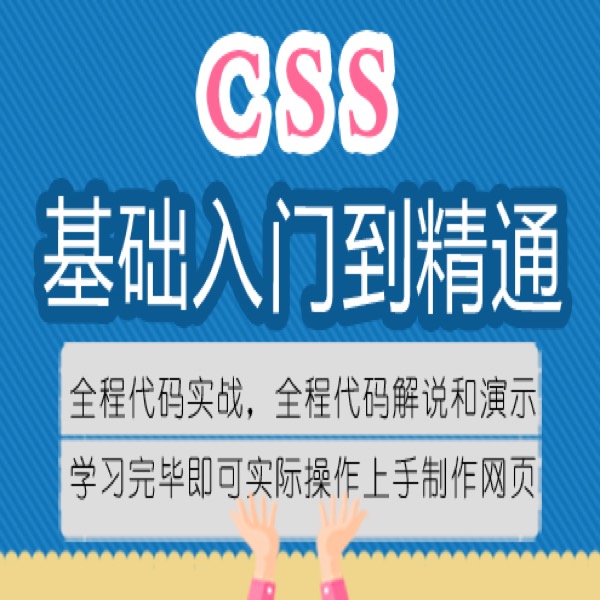 CSS
基础入门到精通
全程代码实战，全程代码解说和演示
学习完毕即可实际操作上手制作网页